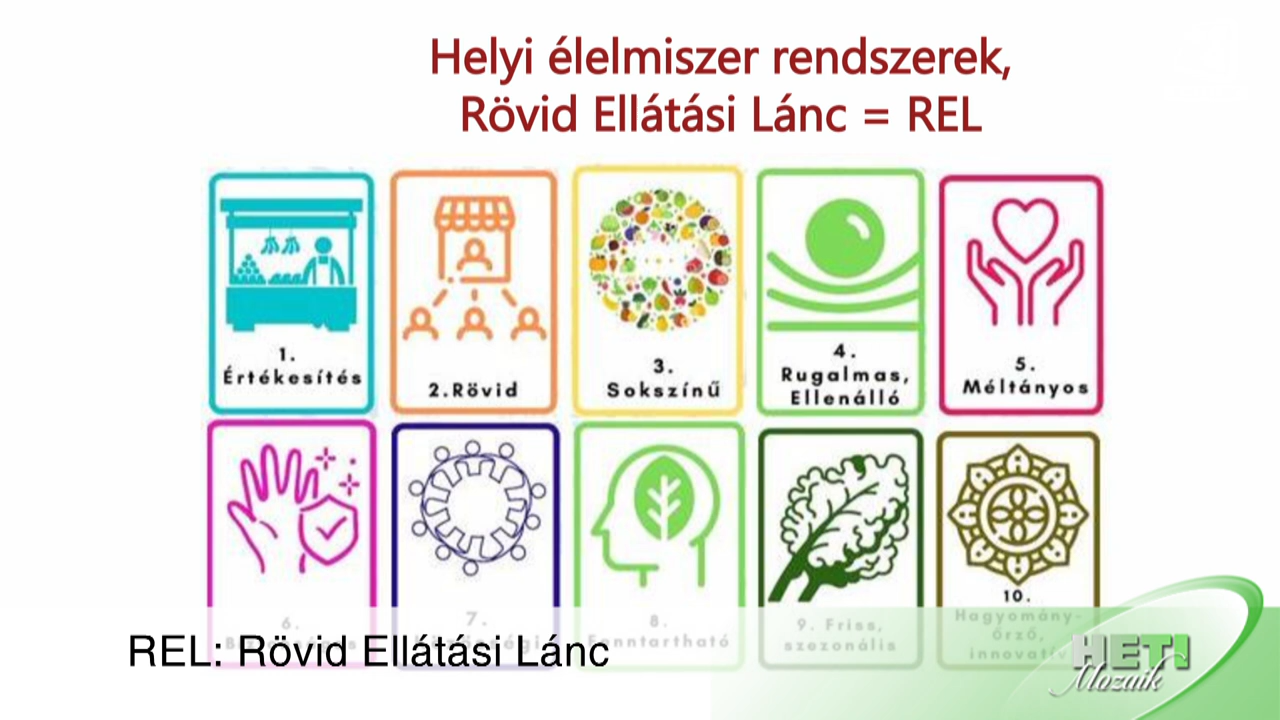 Helyi élelmiszer rendszerek,
Rövid Ellátási Lánc = REL
1.
Értékesítés
2.Rövid
3.
Sokszínű
4.
Rugalmas,
Ellenálló
5.
Méltányos
6.
7.
8.
Fenntartható
9. Friss,
szezonális
10.
Hagyomány-
őrző,
innovatív
REL: Rövid Ellátási Lánc
HETI
Mozaik